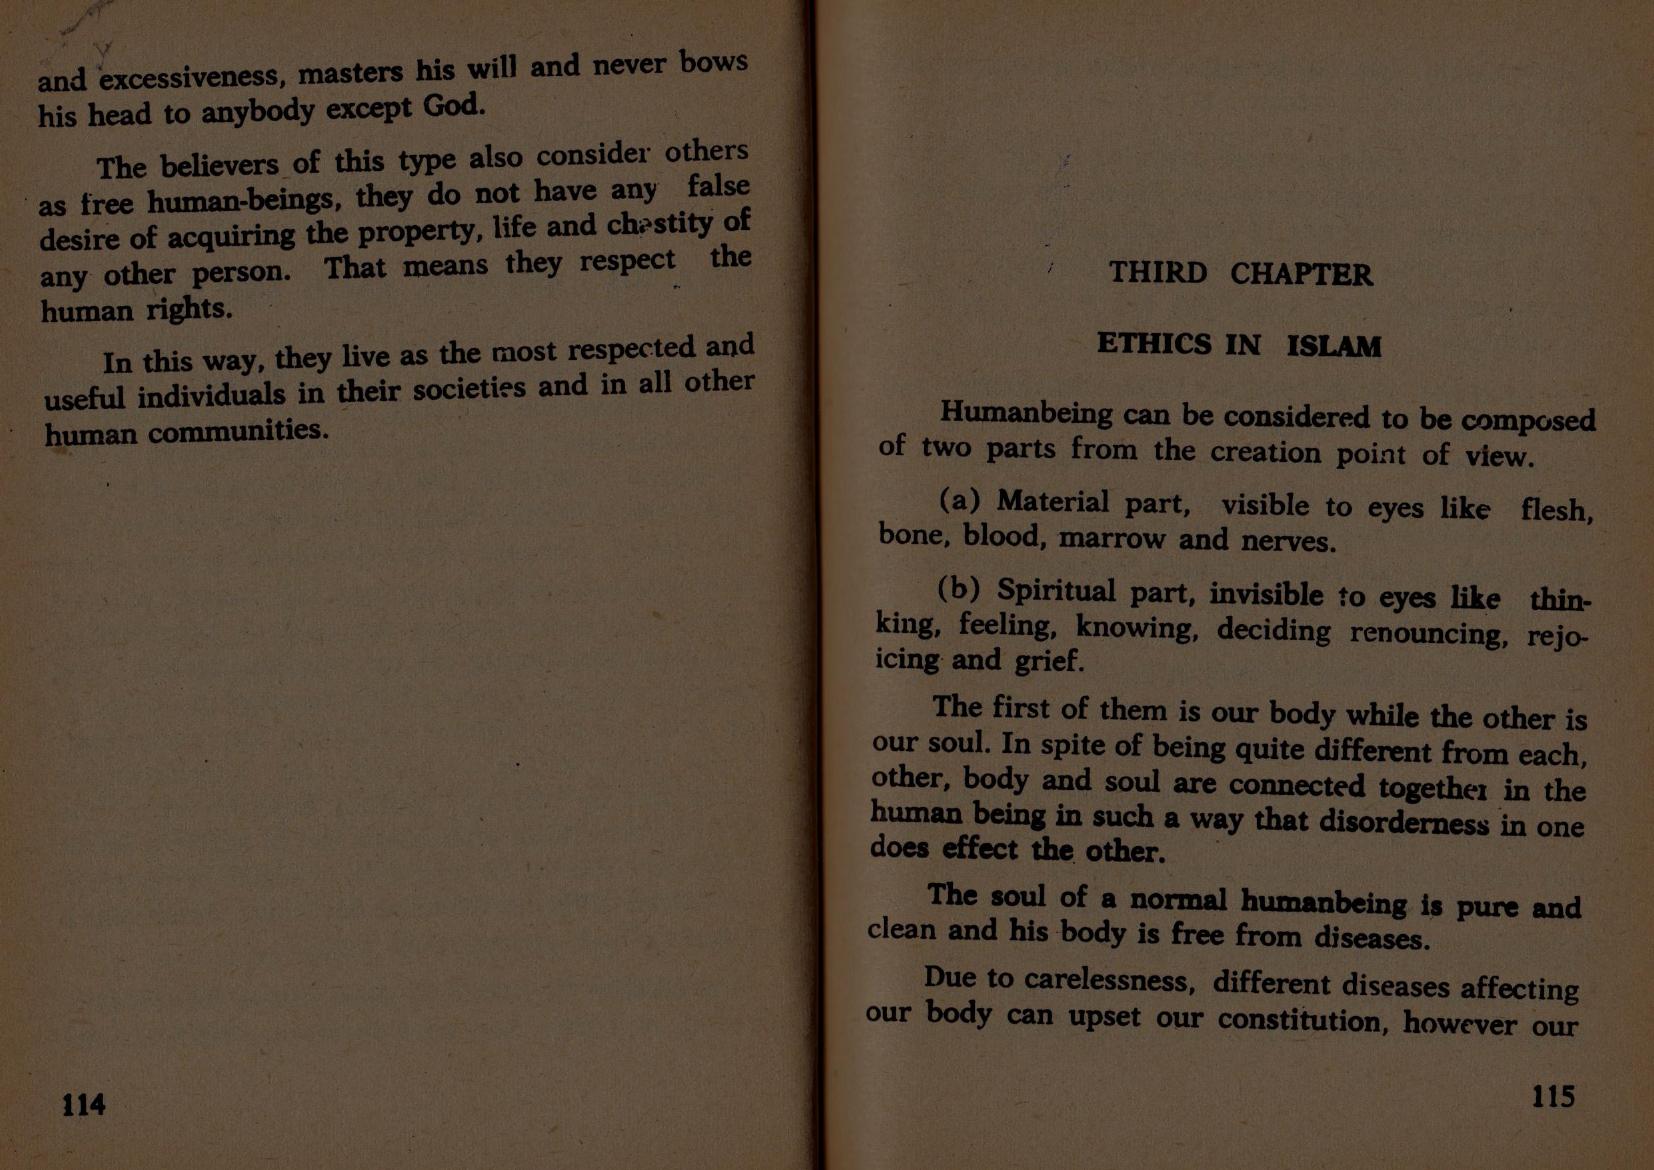 and excessiveness, masters his will and never bows
his head to anybody except God.
The believers of this type also consider others
as free human-beings, they do not have any false
desire of acquiring the property, life and chastity of
any other person. That means they respect the
human rights.
In this way, they live as the most respected and
useful individuals in their societies and in all other
human communities.
114
THIRD CHAPTER
ETHICS IN ISLAM
Humanbeing can be considered to be composed
of two parts from the creation point of view.
(a) Material part, visible to eyes like flesh,
bone, blood, marrow and nerves.
(b) Spiritual part, invisible to eyes like thin-
king, feeling, knowing, deciding renouncing, rejo-
icing and grief.
The first of them is our body while the other is
our soul. In spite of being quite different from each,
other, body and soul are connected together in the
human being in such a way that disorderness in one
does effect the other.
The soul of a normal humanbeing is pure and
clean and his body is free from diseases.
Due to carelessness, different diseases affecting
our body can upset our constitution, however our
115